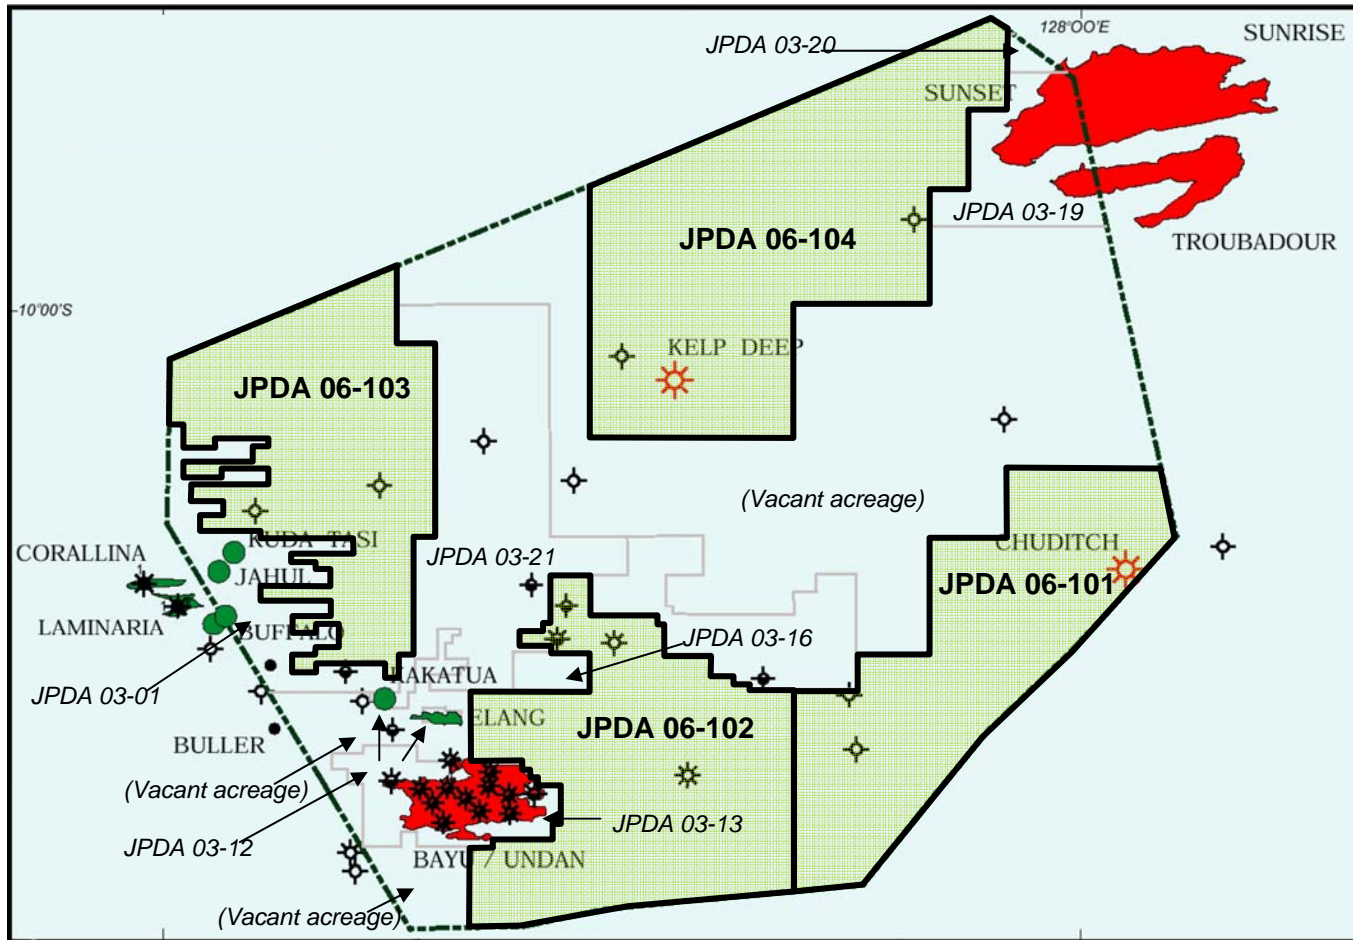 128°OO'E
SUNRISE
JPDA 03-20
SUNSET
JPDA 03-19
JPDA 06-104
TROUBADOUR
10°00'S
KELP DEEP
JPDA 06-103
(Vacant acreage)
KUDA TASI
CORALLINA
JPDA 03-21
CHUDITCH
JAHUL
JPDA 06-101
LAMINARIA
BUFFALO
JPDA 03-16
KAKATUA
JPDA 03-01
ELANG
JPDA 06-102
BULLER
(Vacant acreage)
JPDA 03-13
JPDA 03-12
BAYU / UNDAN
(Vacant acreage)